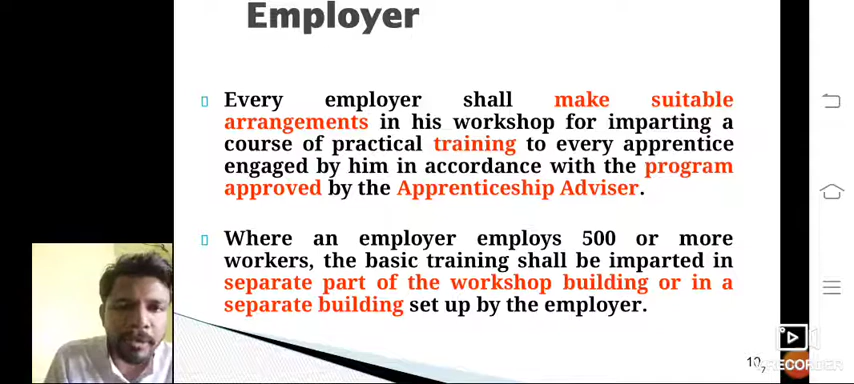 Employer
Every employer shall make suitable
arrangements in his workshop for imparting a
course of practical training to every apprentice
engaged by him in accordance with the program
approved by the Apprenticeship Adviser.
Where an employer employs 500 or more
workers, the basic training shall be imparted in
separate part of the workshop building or in a
separate building set up by the employer.